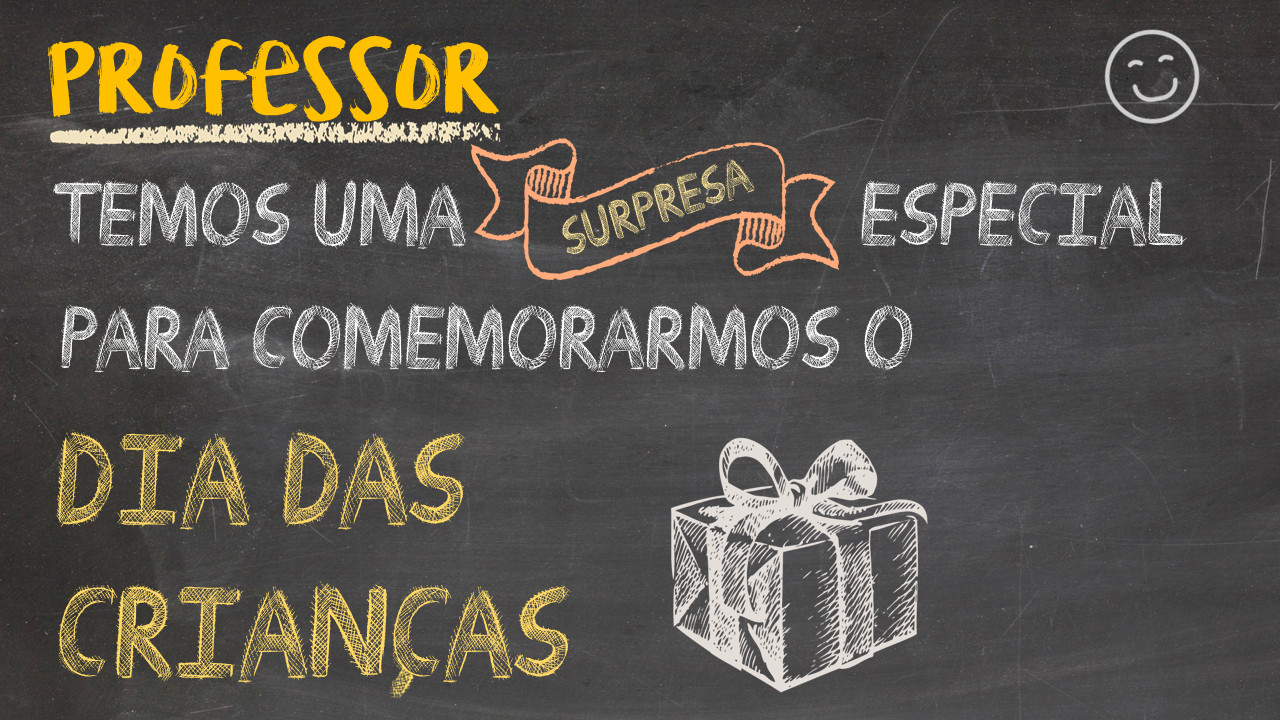 PROFESSOR
TEMOS UMA SURPRESA ESPECIAL
PARA COMEMORARMOS O
DIA DAS
CRIANÇAS